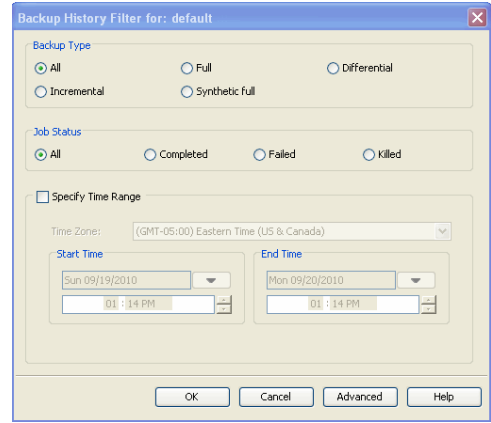 Backup History Filter for: default
Backup Type
All Full Differential
Incremental Synthetic full
Job Status
All Completed Failed Killed
Specify Time Range
Time Zone: (GMT-05:00) Eastern Time (US & Canada)
Start Time End Time
Sun 09/19/2010 Mon 09/20/2010
01 : 14 PM 01 : 14 PM
OK Cancel Advanced Help